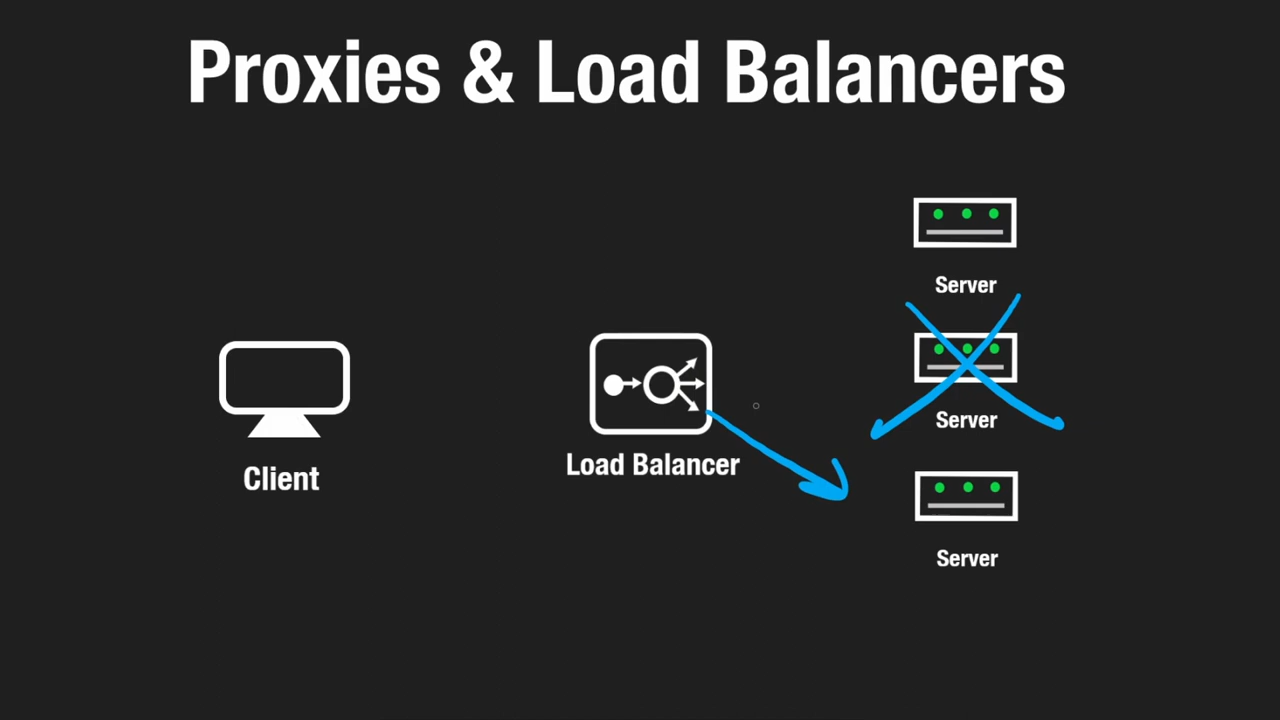 Proxies & Load Balancers
Server
Server
Client
Load Balancer
Server